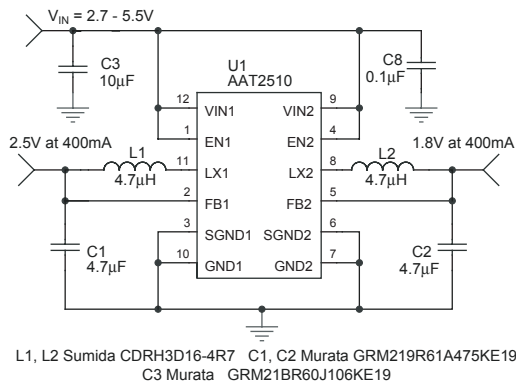 V_IN = 2.7 - 5.5V
C3
10μF
U1
AAT2510
C8
0.1μF
12 VIN1 VIN2 9
1 EN1 EN2 4
2.5V at 400mA
L1
4.7μH
11 LX1 LX2 8
L2
4.7μH
1.8V at 400mA
2 FB1 FB2 5
3 SGND1 SGND2 6
10 GND1 GND2 7
C1
4.7μF
C2
4.7μF
L1, L2 Sumida CDRH3D16-4R7 C1, C2 Murata GRM219R61A475KE19
C3 Murata GRM21BR60J106KE19